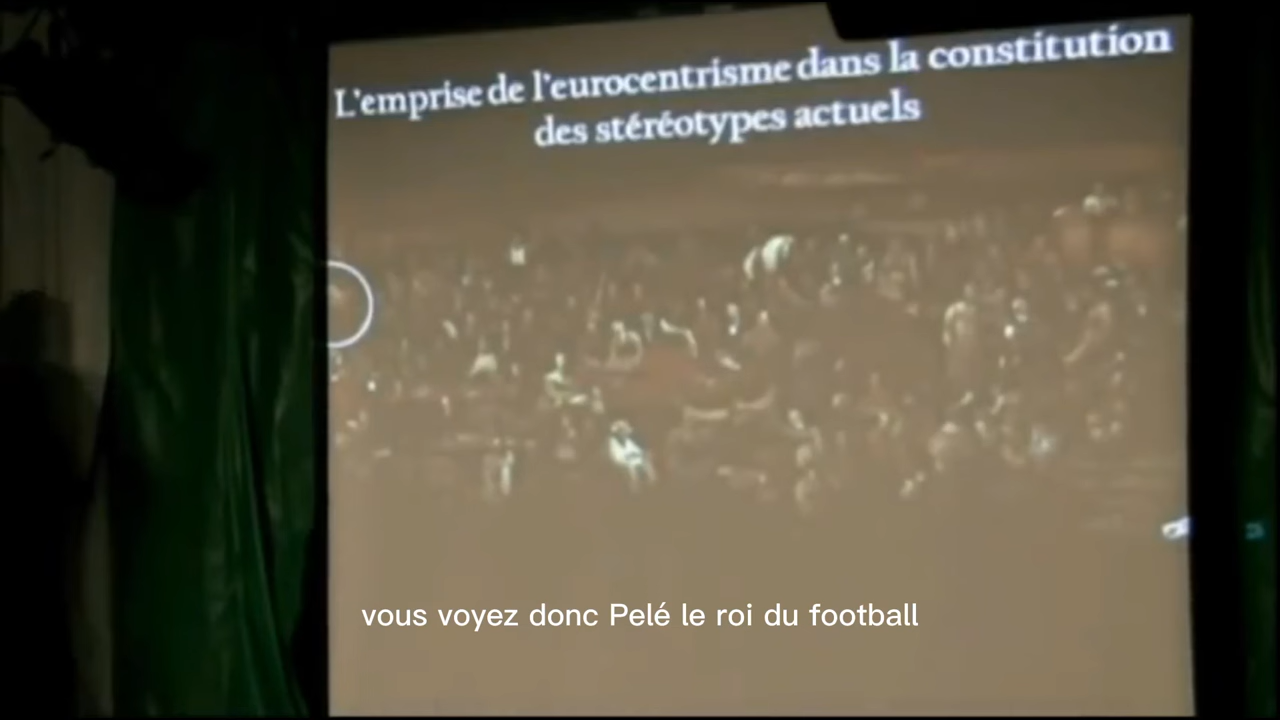 L'emprise de l'eurocentrisme dans la constitution
des stéréotypes actuels
vous voyez donc Pelé le roi du football